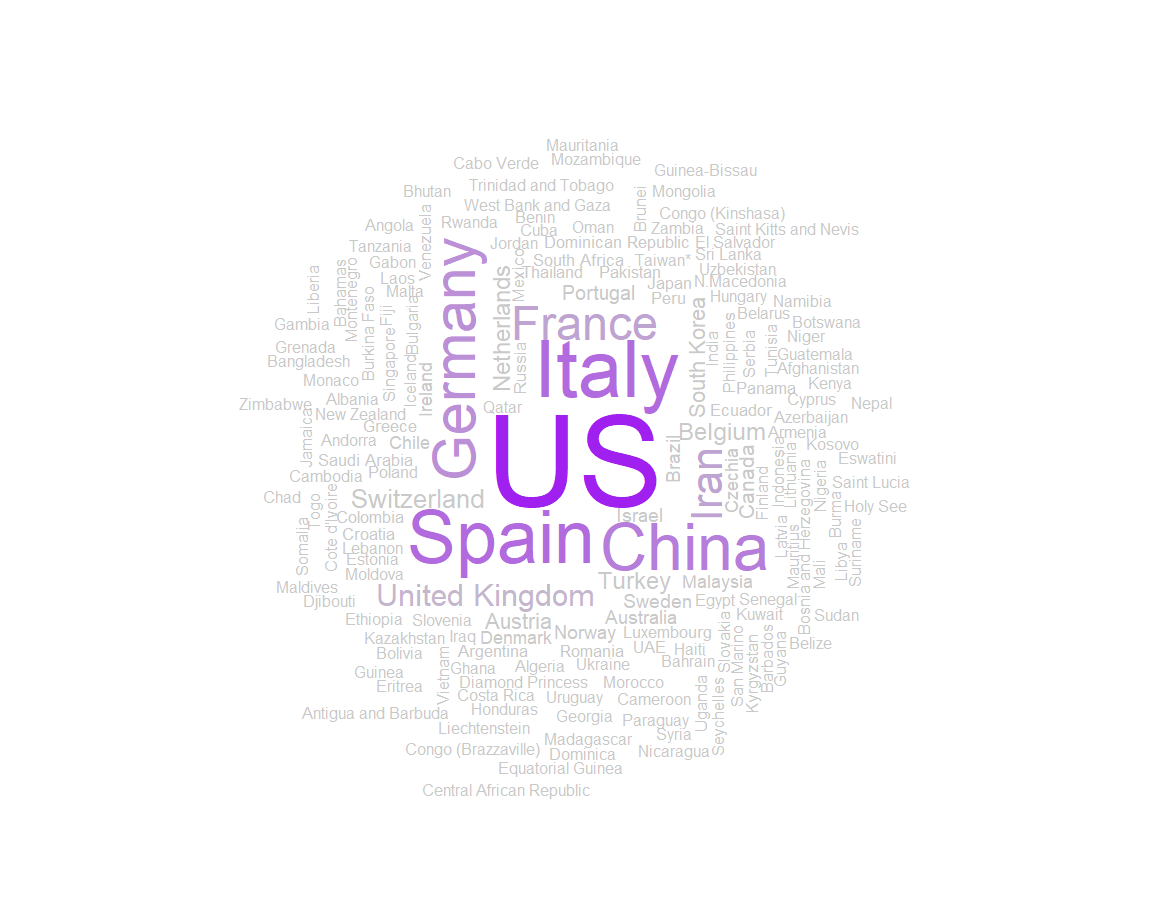 Mauritania
Mozambique
Cabo Verde
Guinea-Bissau
Trinidad and Tobago
Bhutan
Mongolia
Brunei
West Bank and Gaza
Congo (Kinshasa)
Benin
Rwanda
Angola
Cuba
Oman
Zambia
Saint Kitts and Nevis
Venezuela
Tanzania
Jordan
Dominican Republic
El Salvador
Sri Lanka
Gabon
South Africa
Taiwan*
Uzbekistan
Laos
Thailand
Pakistan
Mexico
Japan
N.Macedonia
Malta
Liberia
Bahamas
Montenegro
Germany
Netherlands
Portugal
Peru
Hungary
Namibia
Burkina Faso
Fiji
Bulgaria
France
South Korea
Belarus
Botswana
Gambia
Niger
Grenada
Singapore
Iceland
Ireland
Russia
Italy
India
Philippines
Serbia
Tunisia
Guatemala
Bangladesh
Afghanistan
Monaco
Panama
Kenya
Albania
Cyprus
Nepal
Zimbabwe
New Zealand
Qatar
Ecuador
Azerbaijan
Jamaica
Greece
US
Belgium
Armenia
Andorra
Chile
Brazil
Kosovo
Saudi Arabia
Iran
Czechia
Canada
Finland
Indonesia
Lithuania
Bosnia and Herzegovina
Nigeria
Eswatini
Cambodia
Poland
Saint Lucia
Chad
Togo
Cote d'Ivoire
Switzerland
Burma
Holy See
Colombia
Israel
Somalia
Croatia
Spain
China
Latvia
Mauritius
Mali
Libya
Suriname
Lebanon
Estonia
Moldova
Turkey
Malaysia
Maldives
Djibouti
United Kingdom
Sweden
Egypt
Senegal
Ethiopia
Slovenia
Austria
Australia
Kuwait
Sudan
Kazakhstan
Iraq
Denmark
Norway
Luxembourg
Slovakia
San Marino
Kyrgyzstan
Barbados
Guyana
Belize
Bolivia
Argentina
Romania
UAE
Haiti
Guinea
Vietnam
Ghana
Algeria
Ukraine
Bahrain
Eritrea
Diamond Princess
Morocco
Costa Rica
Uruguay
Cameroon
Uganda
Seychelles
Antigua and Barbuda
Honduras
Georgia
Paraguay
Liechtenstein
Syria
Madagascar
Congo (Brazzaville)
Dominica
Nicaragua
Equatorial Guinea
Central African Republic